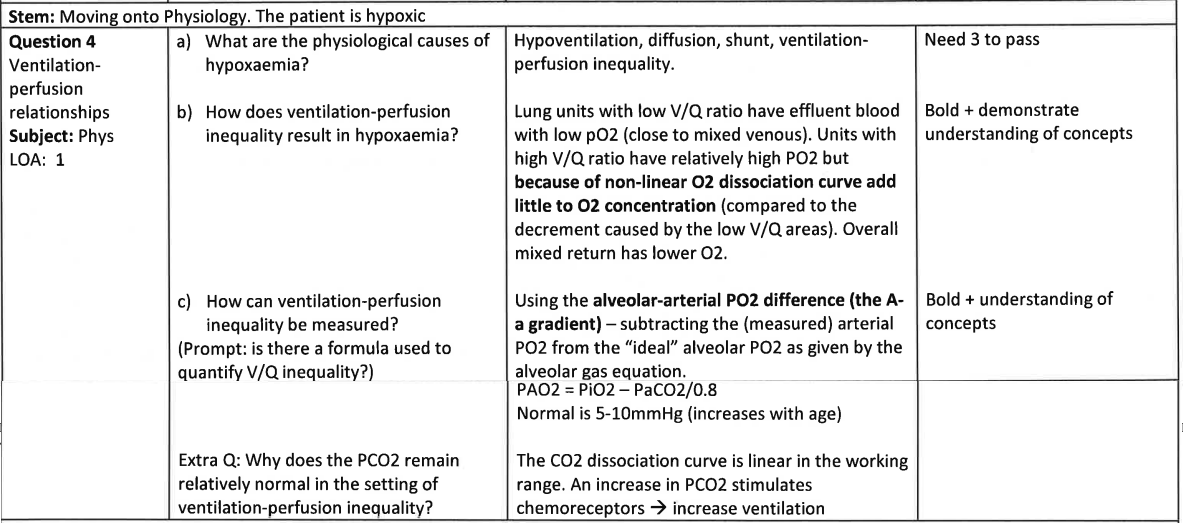 Stem: Moving onto Physiology. The patient is hypoxic
Question 4
Ventilation-
perfusion
relationships
Subject: Phys
LOA: 1
a) What are the physiological causes of
hypoxaemia?
Hypoventilation, diffusion, shunt, ventilation-
perfusion inequality.
Need 3 to pass
b) How does ventilation-perfusion
inequality result in hypoxaemia?
Lung units with low V/Q ratio have effluent blood
with low pO2 (close to mixed venous). Units with
high V/Q ratio have relatively high PO2 but
because of non-linear O2 dissociation curve add
little to O2 concentration (compared to the
decrement caused by the low V/Q areas). Overall
mixed return has lower O2.
Bold + demonstrate
understanding of concepts
c) How can ventilation-perfusion
inequality be measured?
(Prompt: is there a formula used to
quantify V/Q inequality?)
Using the alveolar-arterial PO2 difference (the A-
a gradient) – subtracting the (measured) arterial
PO2 from the “ideal” alveolar PO2 as given by the
alveolar gas equation.
PAO2 = PiO2 – PaCO2/0.8
Normal is 5-10mmHg (increases with age)
Bold + understanding of
concepts
Extra Q: Why does the PCO2 remain
relatively normal in the setting of
ventilation-perfusion inequality?
The CO2 dissociation curve is linear in the working
range. An increase in PCO2 stimulates
chemoreceptors → increase ventilation